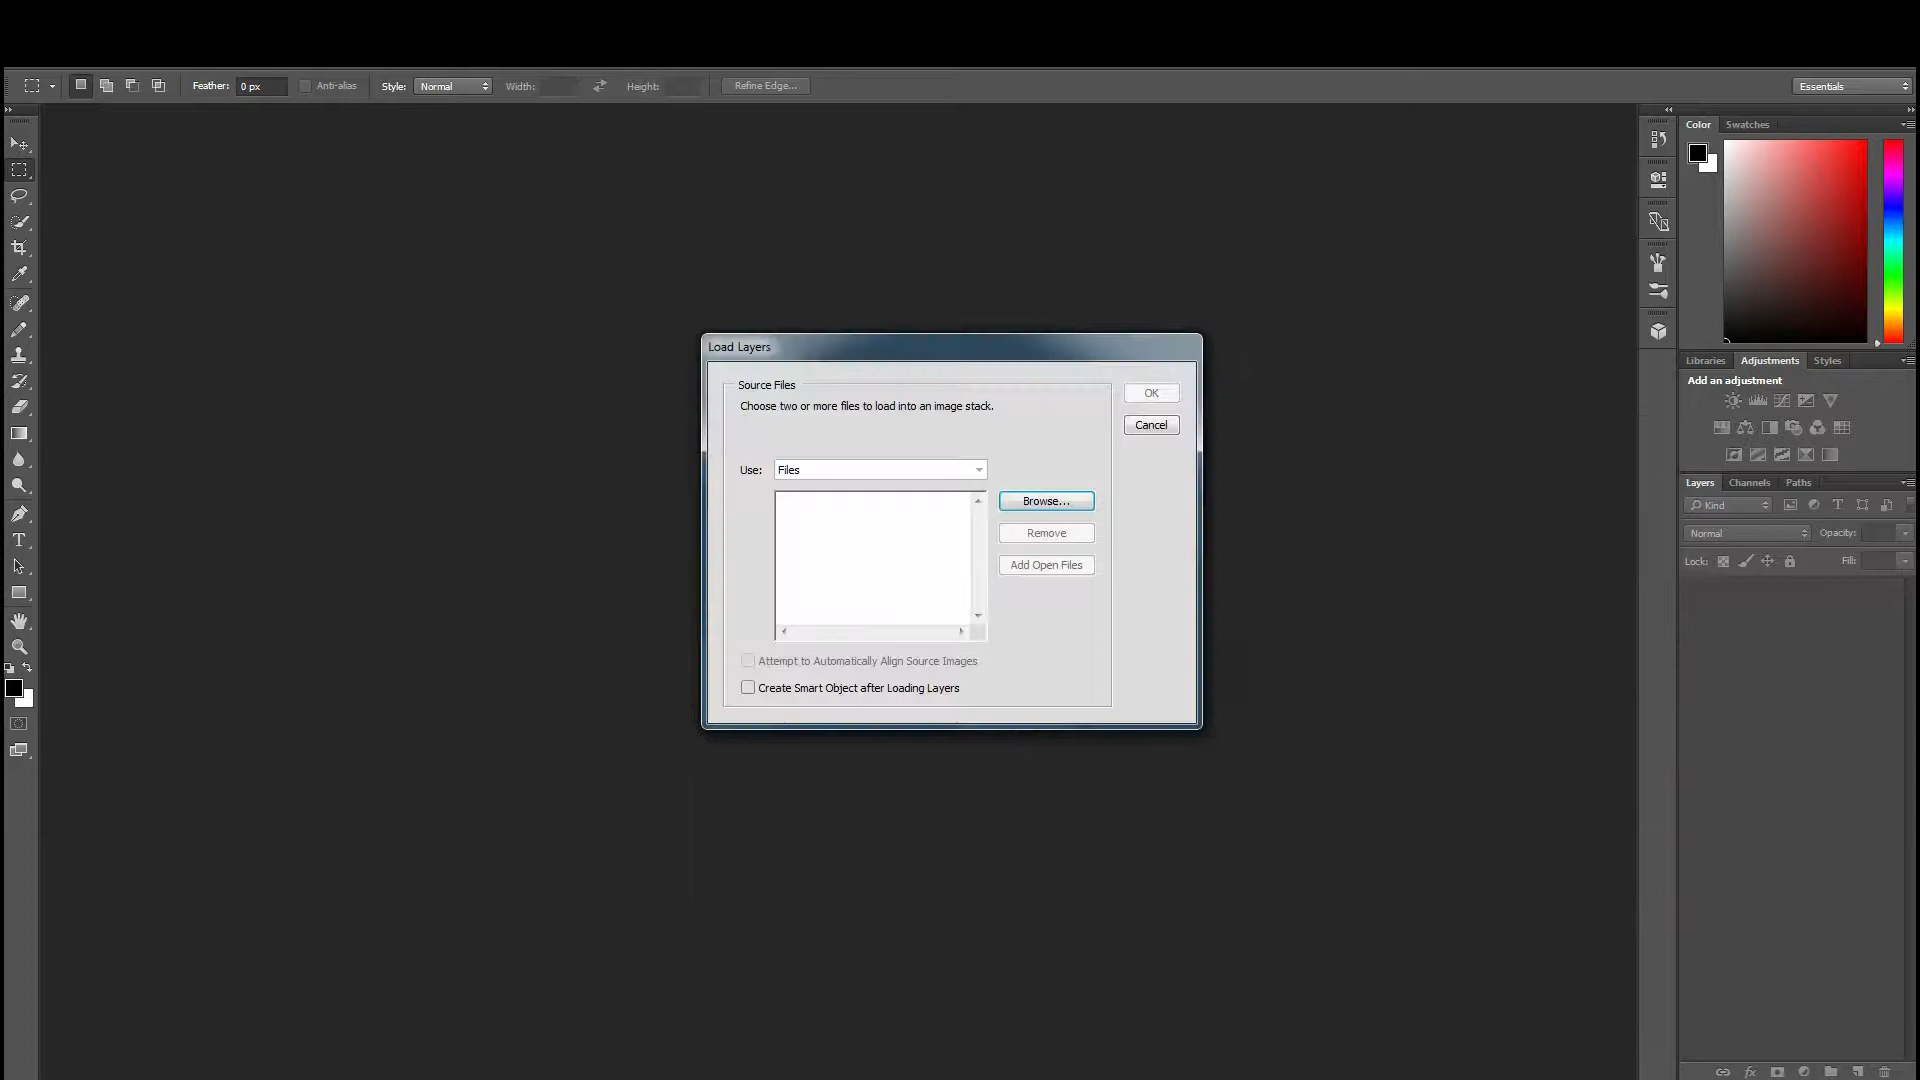 Feather: 0 px Anti-alias Style: Normal Width: Height: Refine Edge... Essentials
Color Swatches
Load Layers
Source Files
Choose two or more files to load into an image stack.
OK
Cancel
Use: Files
Browse...
Remove
Add Open Files
Attempt to Automatically Align Source Images
Create Smart Object after Loading Layers
Libraries Adjustments Styles
Add an adjustment
Layers Channels Paths
Kind
Normal Opacity:
Lock: Fill: